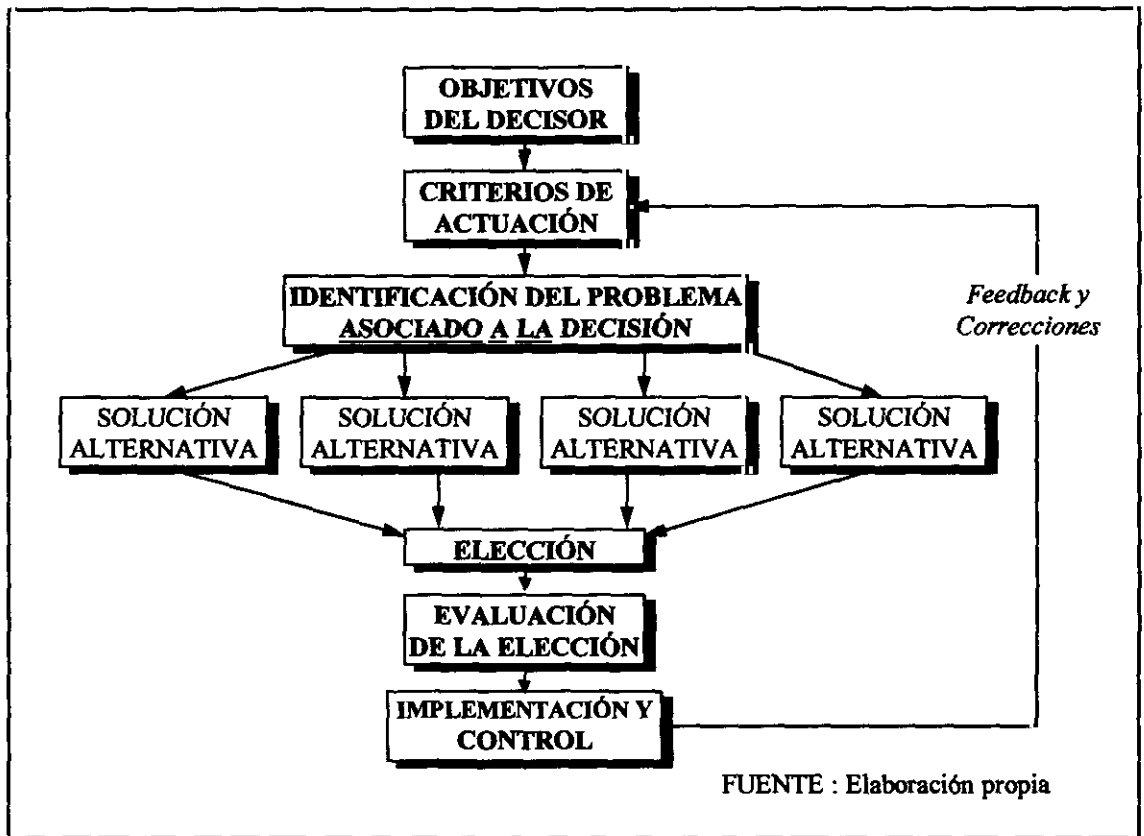 OBJETIVOS
DEL DECISOR
CRITERIOS DE
ACTUACIÓN
IDENTIFICACIÓN DEL PROBLEMA
ASOCIADO A LA DECISIÓN
Feedback y
Correcciones
SOLUCIÓN
ALTERNATIVA
SOLUCIÓN
ALTERNATIVA
SOLUCIÓN
ALTERNATIVA
SOLUCIÓN
ALTERNATIVA
ELECCIÓN
EVALUACIÓN
DE LA ELECCIÓN
IMPLEMENTACIÓN Y
CONTROL
FUENTE : Elaboración propia